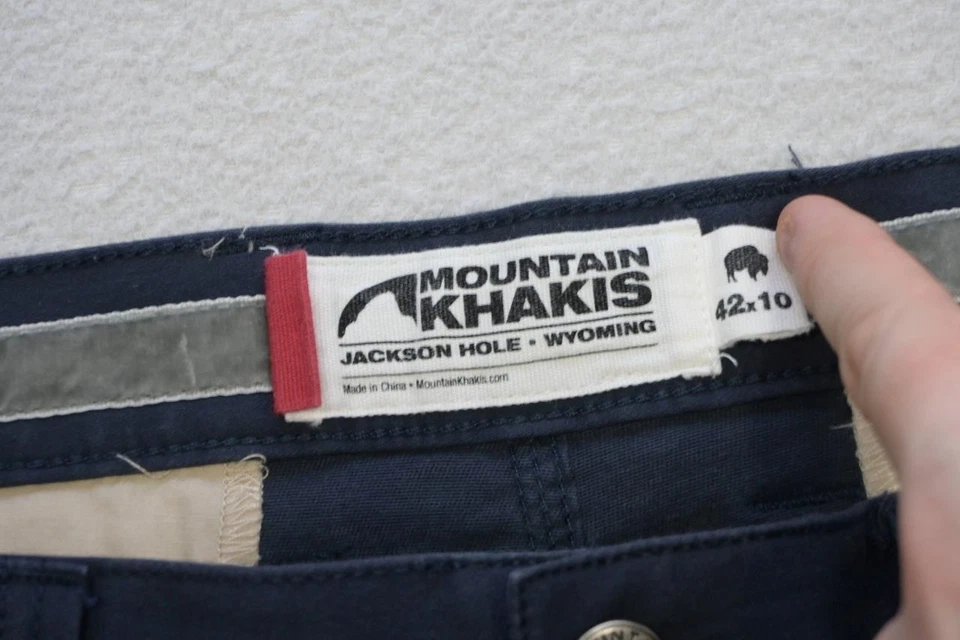 MOUNTAIN
KHAKIS
JACKSON HOLE • WYOMING
Made in China • MountainKhakis.com
42x10